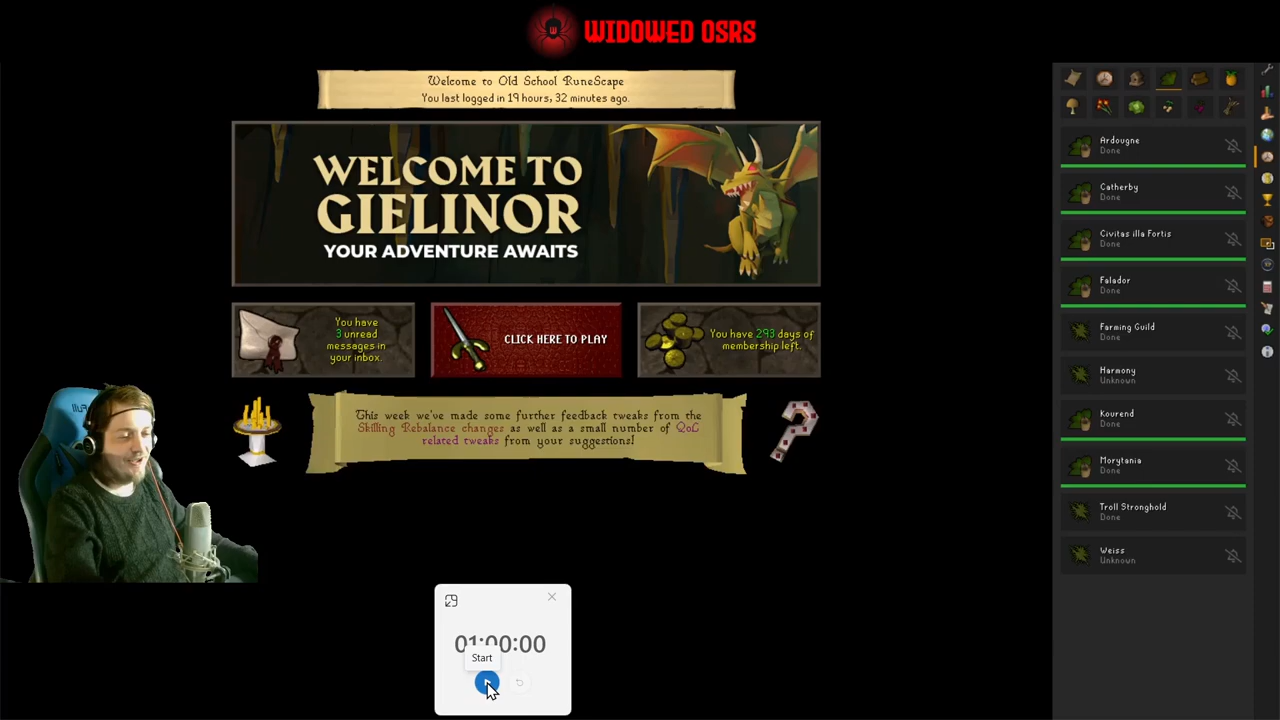 WIDOWED OSRS
Welcome to Old School RuneScape
You last logged in 19 hours, 32 minutes ago.
WELCOME TO
GIELINOR
YOUR ADVENTURE AWAITS
You have
3 unread
messages in
your inbox.
CLICK HERE TO PLAY
You have 293 days of
membership left.
This week we've made some further feedback tweaks from the
Skilling Rebalance changes as well as a small number of QoL
related tweaks from your suggestions!
01:00:00
Start
Ardougne
Done
Catherby
Done
Civitas illa Fortis
Done
Falador
Done
Farming Guild
Done
Harmony
Unknown
Kourend
Done
Morytania
Done
Troll Stronghold
Done
Weiss
Unknown